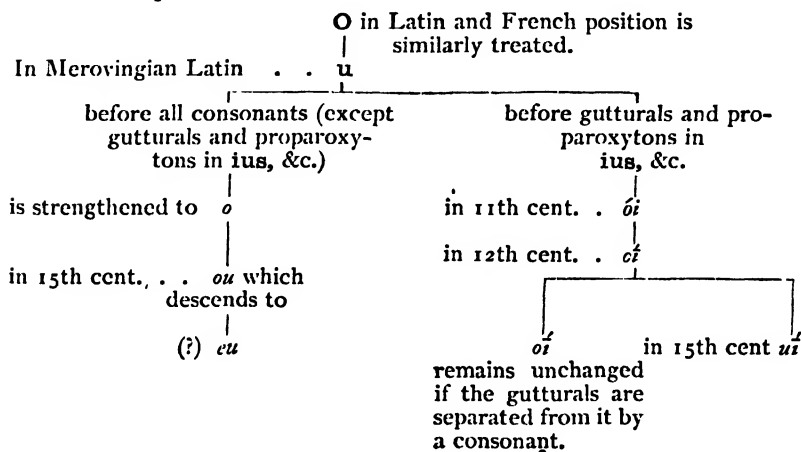 O in Latin and French position is
similarly treated.
In Merovingian Latin . . u
before all consonants (except
gutturals and proparoxy-
tons in ius, &c.)
before gutturals and pro-
paroxytons in
ius, &c.
is strengthened to o
in 11th cent. . ói
in 12th cent. . oí
in 15th cent. . . ou which
descends to
(?) eu
oí
remains unchanged
if the gutturals are
separated from it by
a consonant.
in 15th cent uí